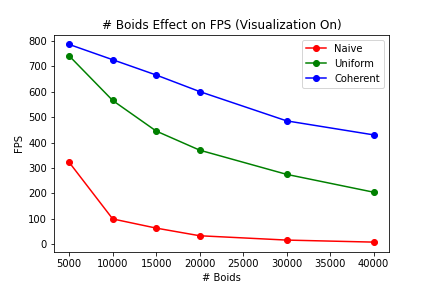 # Boids Effect on FPS (Visualization On)
800
700
600
500
400
300
200
100
0
FPS
Naive
Uniform
Coherent
5000 10000 15000 20000 25000 30000 35000 40000
# Boids